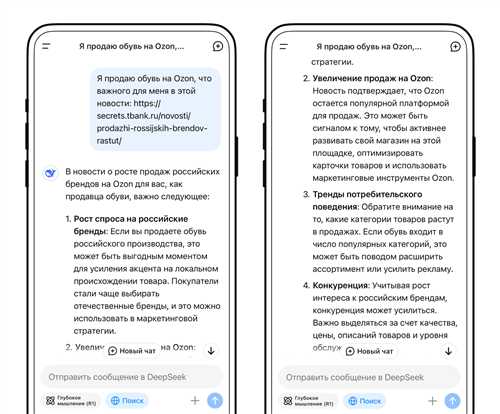 Я продаю обувь на Ozon,...
Я продаю обувь на Ozon, что
важного для меня в этой
новости: https://
secrets.tbank.ru/novosti/
prodazhi-rossijskih-brendov-
rastut/
В новости о росте продаж российских
брендов на Ozon для вас, как
продавца обуви, важно следующее:
1. Рост спроса на российские
бренды: Если вы продаете обувь
российского производства, это
может быть выгодным моментом
для усиления акцента на локальном
происхождении товара. Покупатели
стали чаще выбирать
отечественные бренды, и это можно
использовать в маркетинговой
стратегии.
2. на Ozon:
Новый чат
Отправить сообщение в DeepSeek
Глубокое
мышление (R1)
Поиск
Я продаю обувь на Ozon,...
стратегии.
2. Увеличение продаж на Ozon:
Новость подтверждает, что Ozon
остается популярной платформой
для продаж. Это может быть
сигналом к тому, чтобы активнее
развивать свой магазин на этой
площадке, оптимизировать
карточки товаров и использовать
маркетинговые инструменты Ozon.
3. Тренды потребительского
поведения: Обратите внимание на
то, какие категории товаров растут
в продажах. Если обувь входит в
число популярных категорий, это
может быть поводом расширить
ассортимент или усилить рекламу.
4. Конкуренция: Учитывая рост
интереса к российским брендам,
конкуренция может усилиться.
Важно выделяться за счет качества,
цены, описаний товаров и уровня
Новый чат
Отправить сообщение в DeepSeek
Глубокое
мышление (R1)
Поиск